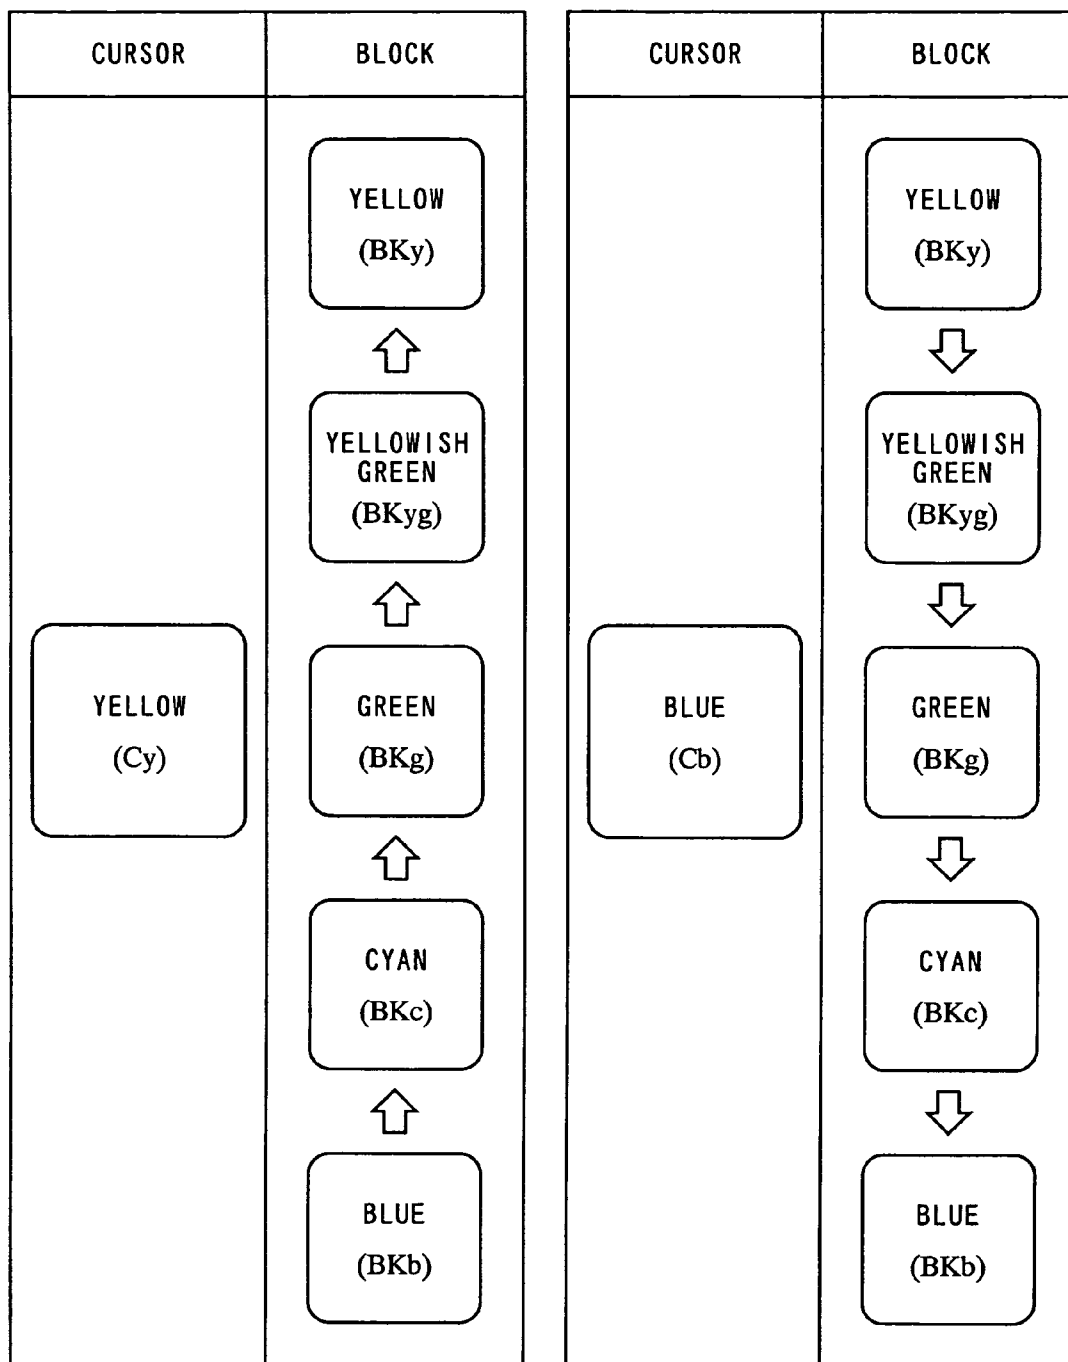 CURSOR
BLOCK
YELLOW
(BKy)
YELLOWISH
GREEN
(BKyg)
YELLOW
(Cy)
GREEN
(BKg)
CYAN
(BKc)
BLUE
(BKb)
CURSOR
BLOCK
YELLOW
(BKy)
YELLOWISH
GREEN
(BKyg)
BLUE
(Cb)
GREEN
(BKg)
CYAN
(BKc)
BLUE
(BKb)